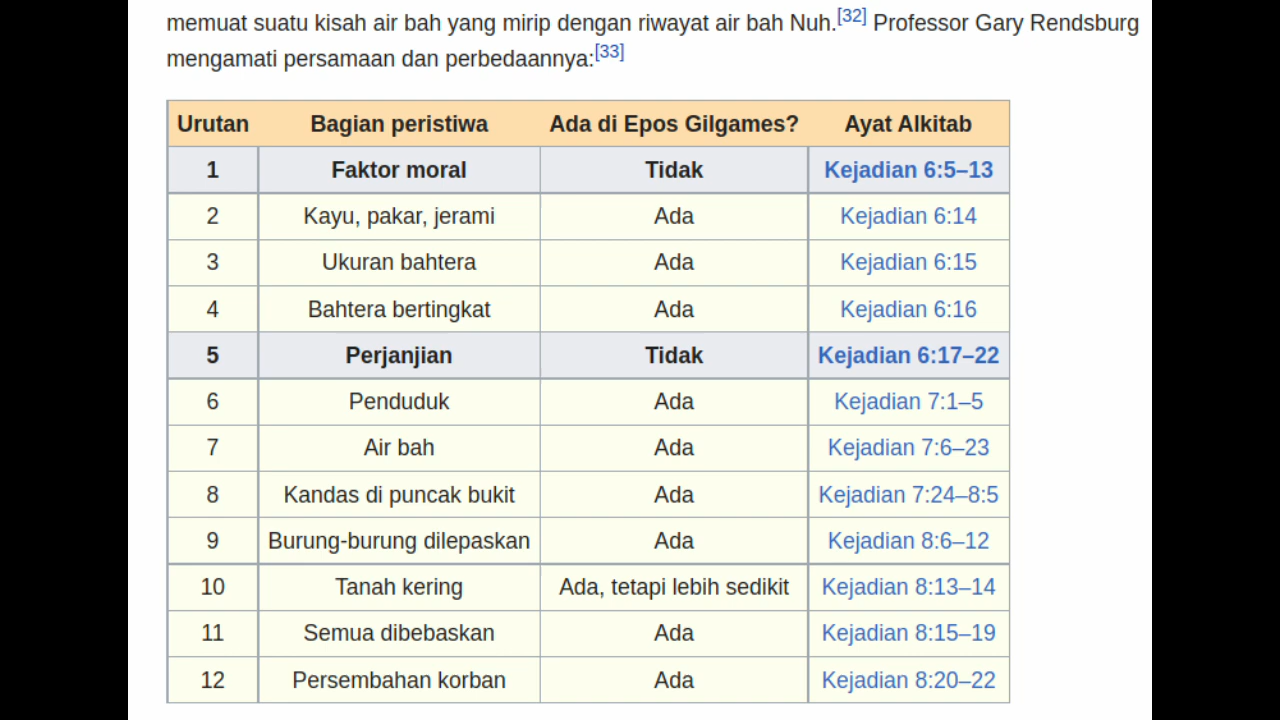 memuat suatu kisah air bah yang mirip dengan riwayat air bah Nuh.[32] Professor Gary Rendsburg
mengamati persamaan dan perbedaannya:[33]
Urutan Bagian peristiwa Ada di Epos Gilgames? Ayat Alkitab
1 Faktor moral Tidak Kejadian 6:5–13
2 Kayu, pakar, jerami Ada Kejadian 6:14
3 Ukuran bahtera Ada Kejadian 6:15
4 Bahtera bertingkat Ada Kejadian 6:16
5 Perjanjian Tidak Kejadian 6:17–22
6 Penduduk Ada Kejadian 7:1–5
7 Air bah Ada Kejadian 7:6–23
8 Kandas di puncak bukit Ada Kejadian 7:24–8:5
9 Burung-burung dilepaskan Ada Kejadian 8:6–12
10 Tanah kering Ada, tetapi lebih sedikit Kejadian 8:13–14
11 Semua dibebaskan Ada Kejadian 8:15–19
12 Persembahan korban Ada Kejadian 8:20–22